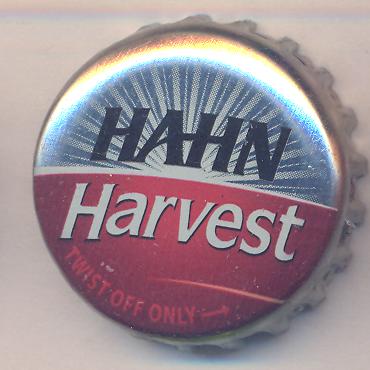 HAHN
Harvest
TWIST OFF ONLY →